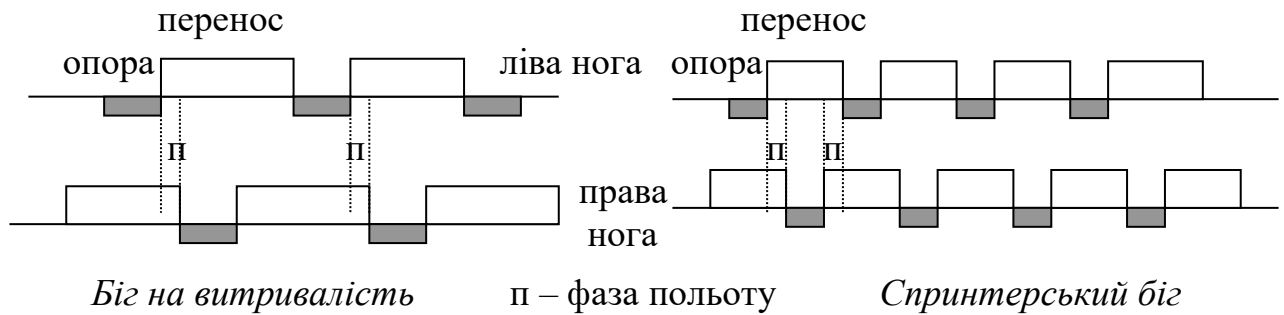 перенос перенос
опора ліва нога опора
п п п п
права
нога
Біг на витривалість п – фаза польоту Спринтерський біг